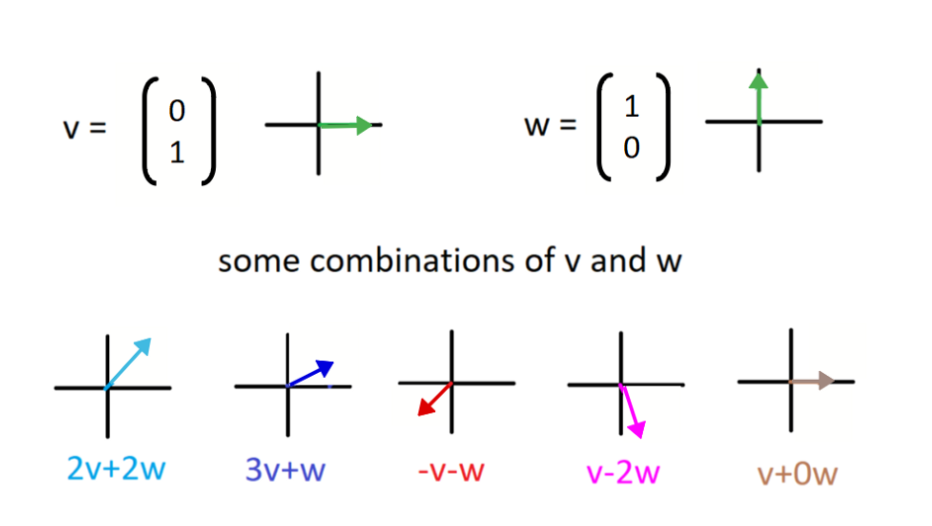 v = (0 1) w = (1 0)
some combinations of v and w
2v+2w 3v+w -v-w v-2w v+0w